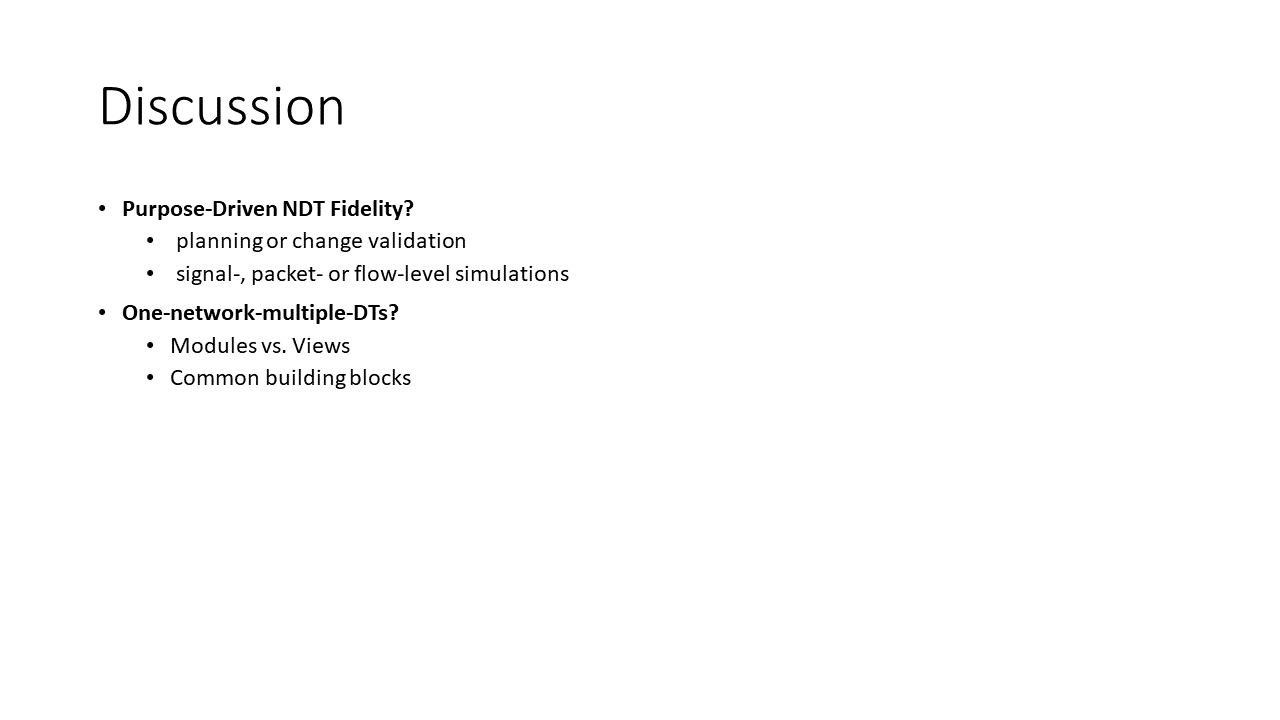 Discussion
• Purpose-Driven NDT Fidelity?
• planning or change validation
• signal-, packet- or flow-level simulations
• One-network-multiple-DTs?
• Modules vs. Views
• Common building blocks